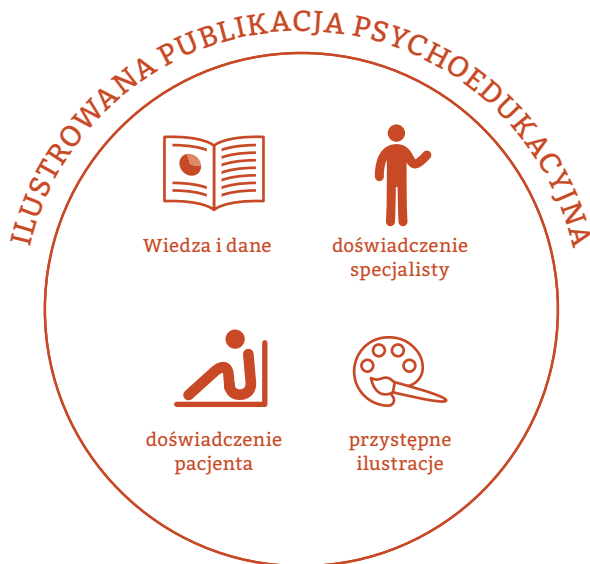 ILUSTROWANA PUBLIKACJA PSYCHOEDUKACYJNA
Wiedza i dane
doświadczenie
specjalisty
doświadczenie
pacjenta
przystępne
ilustracje